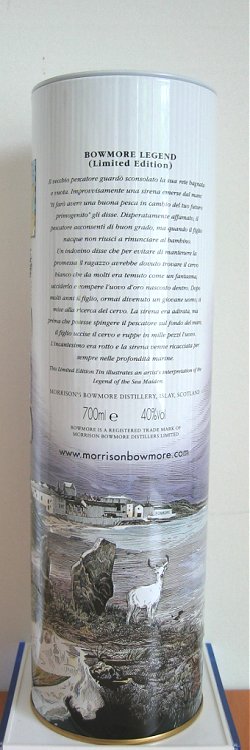 BOWMORE LEGEND
(Limited Edition)
Il vecchio pescatore guardò sconsolato la sua rete bagnata
e vuota. Improvvisamente una sirena emerse dal mare:
'ti farò avere una buona pesca in cambio del tuo futuro
primogenito' gli disse. Disperatamente affamato, il
pescatore acconsentì di buon grado, ma quando il figlio
nacque non riuscì a rinunciare al bambino.
Un indovino disse che per evitare di mantenere la
promessa il ragazzo avrebbe dovuto trovare il cervo
bianco che da molti era temuto come un fantasma,
ucciderlo e rompere l'uovo d'oro nascosto dentro. Dopo
molti anni il figlio, ormai divenuto un giovane uomo, si
mise alla ricerca del cervo. La sirena era adirata, ma
prima che potesse spingere il pescatore sul fondo del mare,
il figlio uccise il cervo e ruppe in mille pezzi l'uovo.
L'incantesimo era rotto e la sirena venne ricacciata per
sempre nelle profondità marine.
This Limited Edition Tin illustrates an artist's interpretation of the
Legend of the Sea Maiden.
MORRISON'S BOWMORE DISTILLERY, ISLAY, SCOTLAND
700ml e 40%vol
BOWMORE IS A REGISTERED TRADE MARK OF
MORRISON BOWMORE DISTILLERS LIMITED
www.morrisonbowmore.com